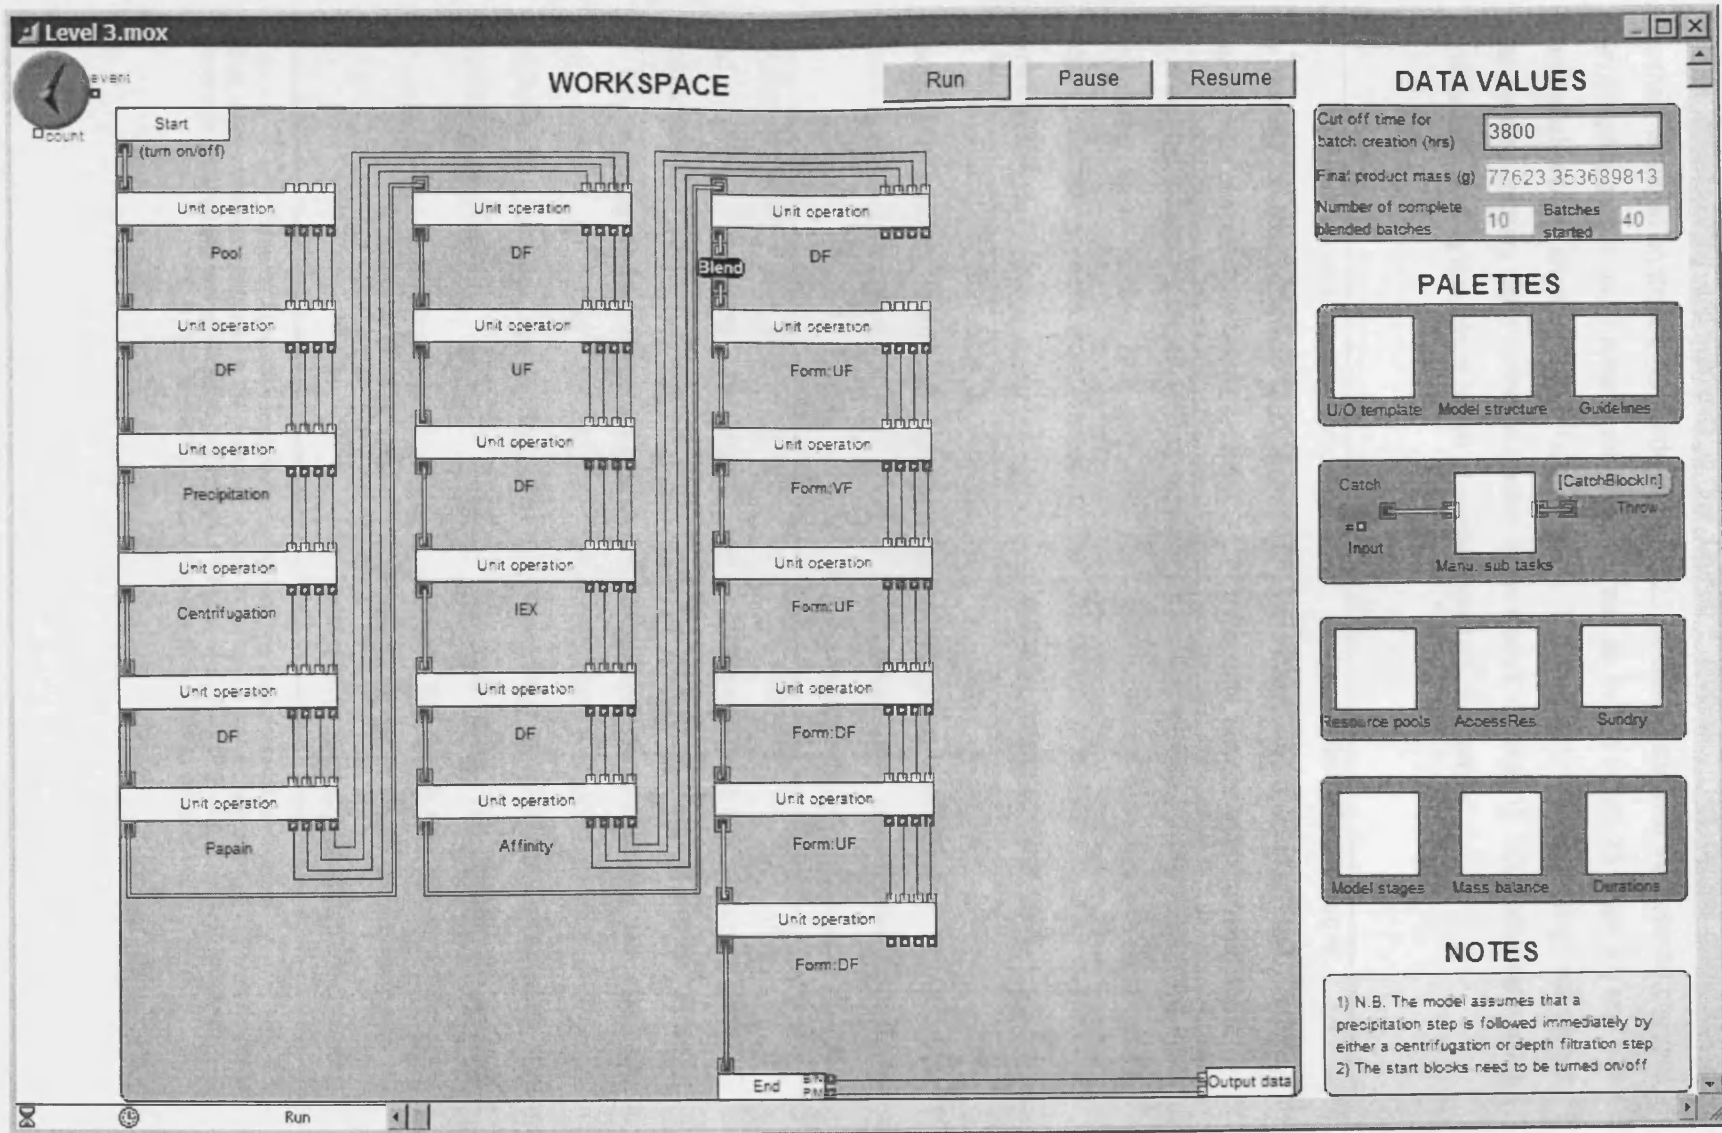 Level 3.mox
event
count
WORKSPACE
Run
Pause
Resume
Start
(turn on/off)
Unit operation
Pool
Unit operation
DF
Unit operation
Precipitation
Unit operation
Centrifugation
Unit operation
DF
Unit operation
Papain
Unit operation
DF
Unit operation
UF
Unit operation
DF
Unit operation
IEX
Unit operation
DF
Unit operation
Affinity
Unit operation
DF
Blend
Unit operation
Form:UF
Unit operation
Form:VF
Unit operation
Form:UF
Unit operation
Form:DF
Unit operation
Form:UF
Unit operation
Form:DF
End
Output data
DATA VALUES
Cut off time for
batch creation (hrs)
3800
Final product mass (g)
77623 353689813
Number of complete
blended batches
10
Batches
started
40
PALETTES
U/O template
Model structure
Guidelines
Catch
[CatchBlockIn]
Throw
Input
Manu. sub tasks
Resource pools
AccessRes.
Sundry
Model stages
Mass balance
Durations
NOTES
1) N.B. The model assumes that a
precipitation step is followed immediately by
either a centrifugation or depth filtration step
2) The start blocks need to be turned on/off
Run